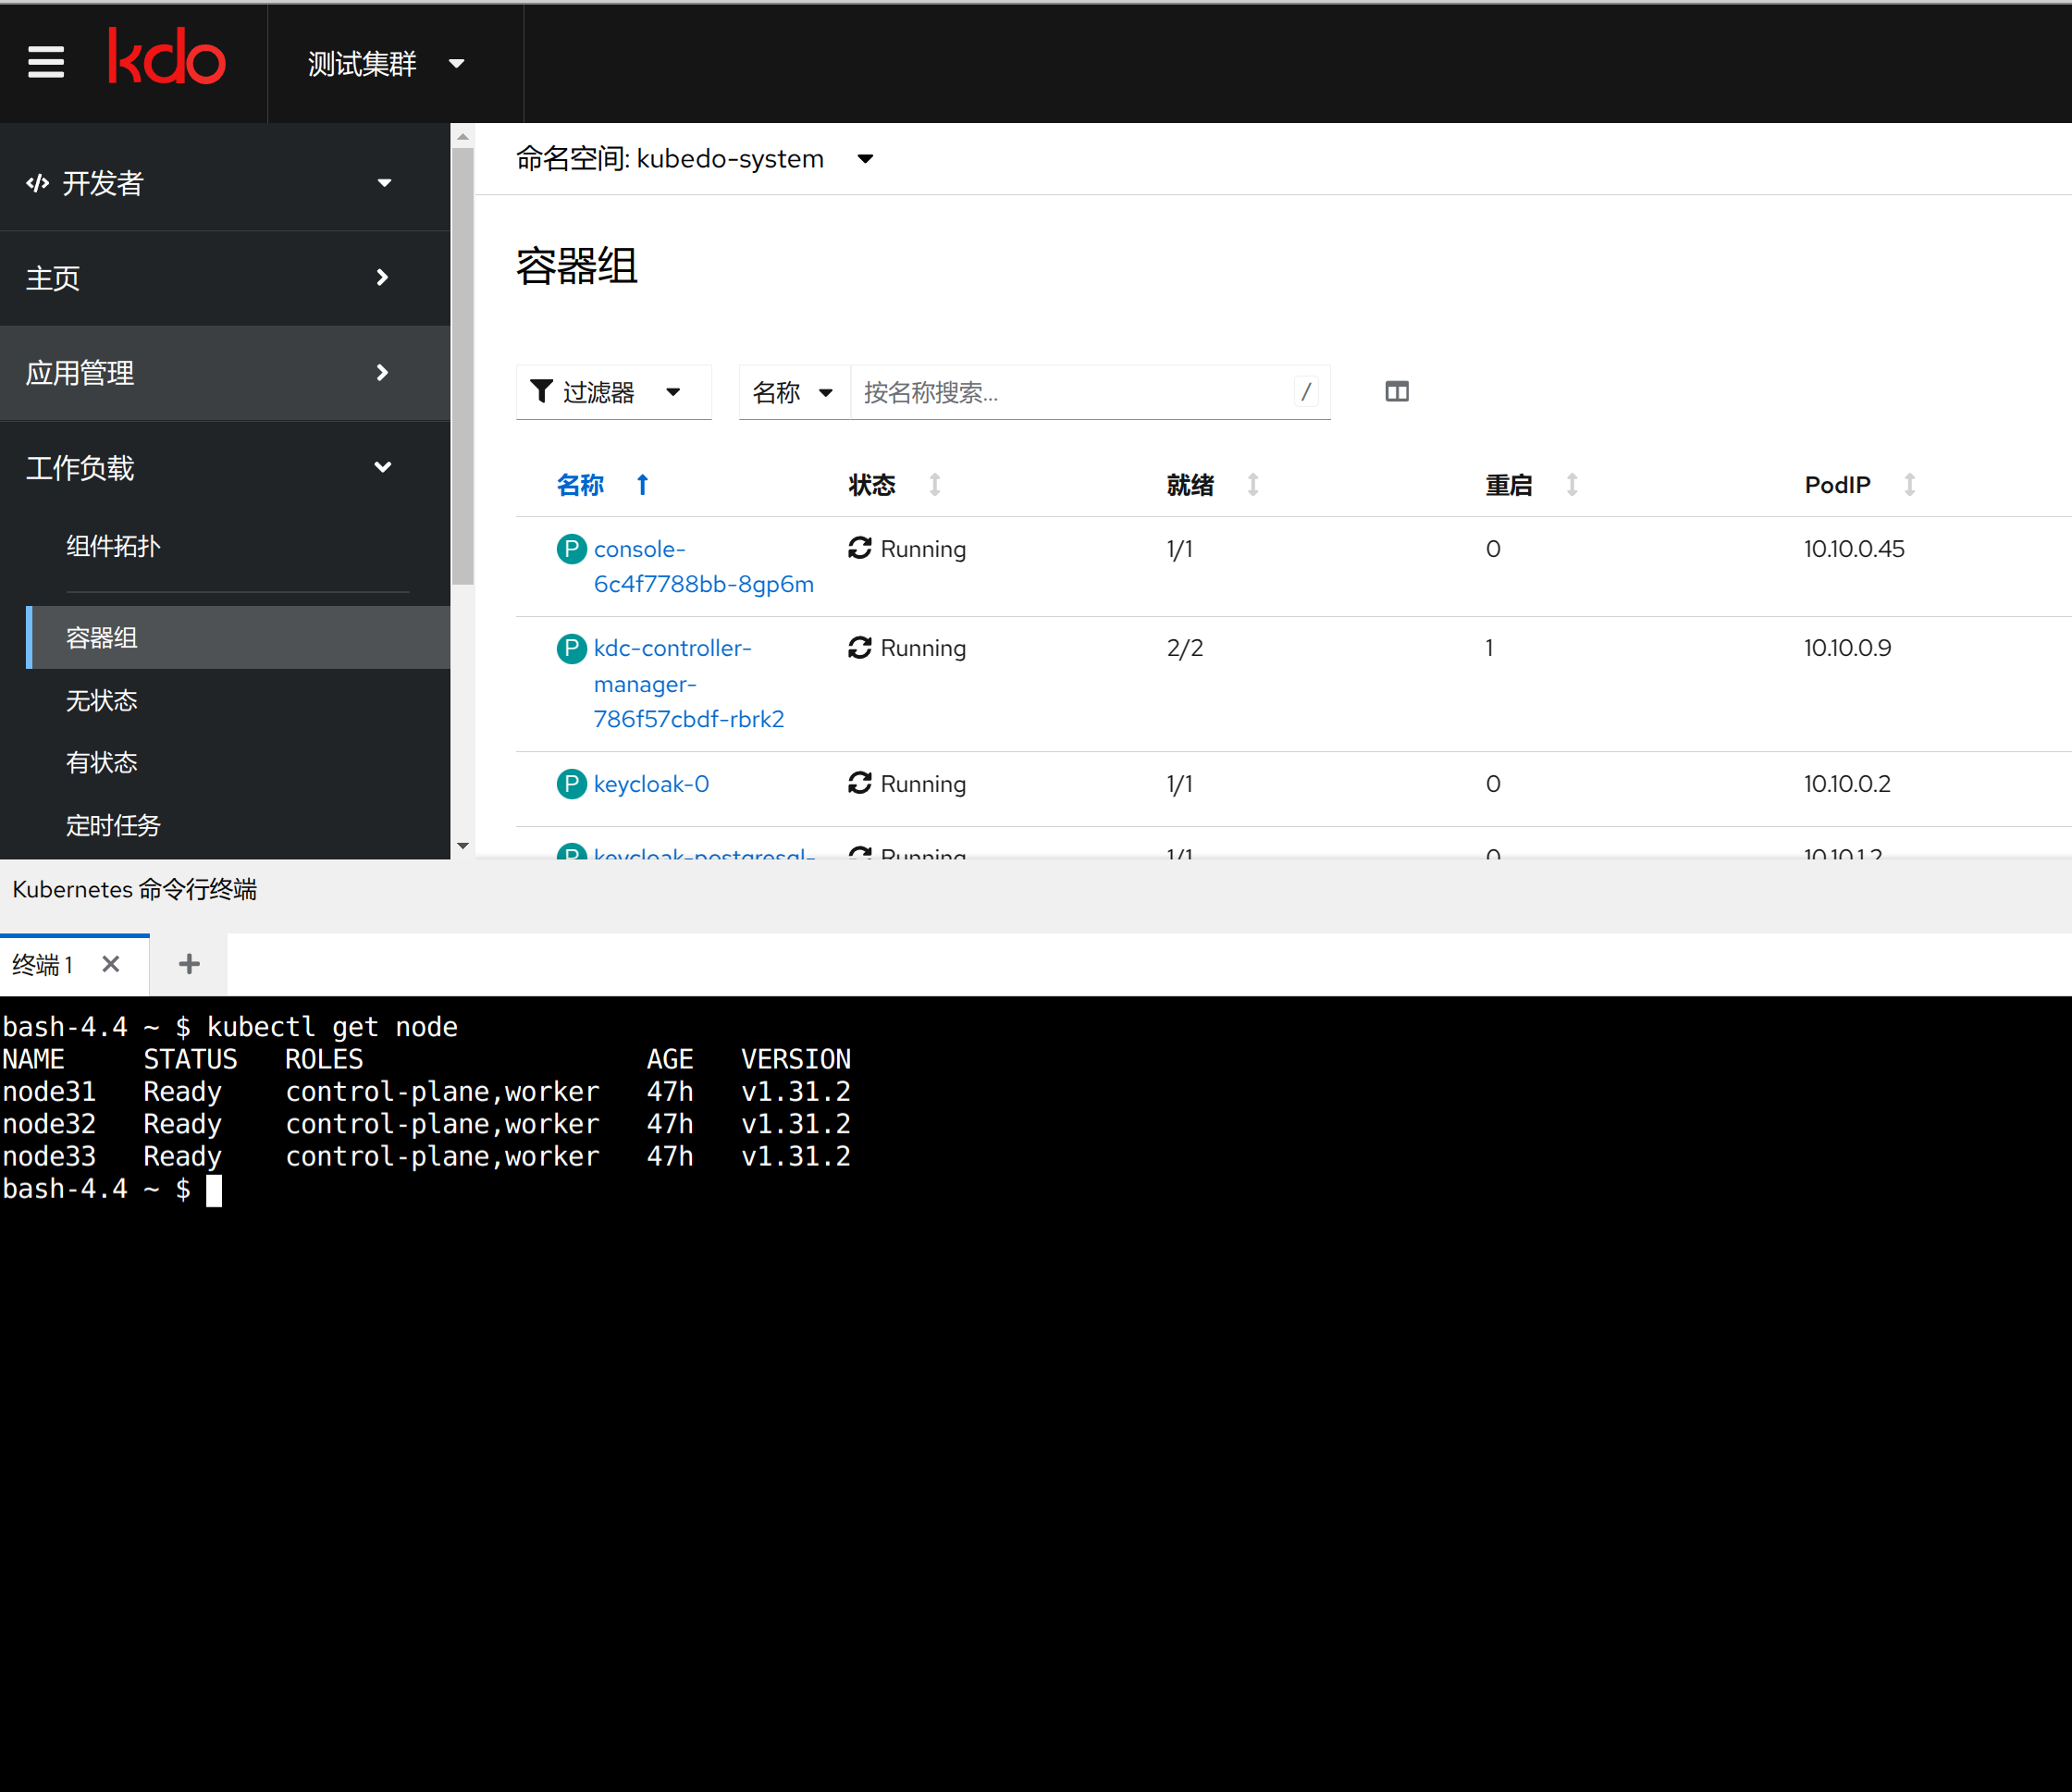 kdo
测试集群
开发者
主页
应用管理
工作负载
组件拓扑
容器组
无状态
有状态
定时任务
命名空间: kubedo-system
容器组
过滤器 名称 按名称搜索... /
名称 状态 就绪 重启 PodIP
P console-6c4f7788bb-8gp6m Running 1/1 0 10.10.0.45
P kdc-controller-manager-786f57cbdf-rbrk2 Running 2/2 1 10.10.0.9
P keycloak-0 Running 1/1 0 10.10.0.2
P keycloak-postgresql- Running 1/1 0 10.10.1.2
Kubernetes 命令行终端
终端 1
bash-4.4 ~ $ kubectl get node
NAME STATUS ROLES AGE VERSION
node31 Ready control-plane,worker 47h v1.31.2
node32 Ready control-plane,worker 47h v1.31.2
node33 Ready control-plane,worker 47h v1.31.2
bash-4.4 ~ $